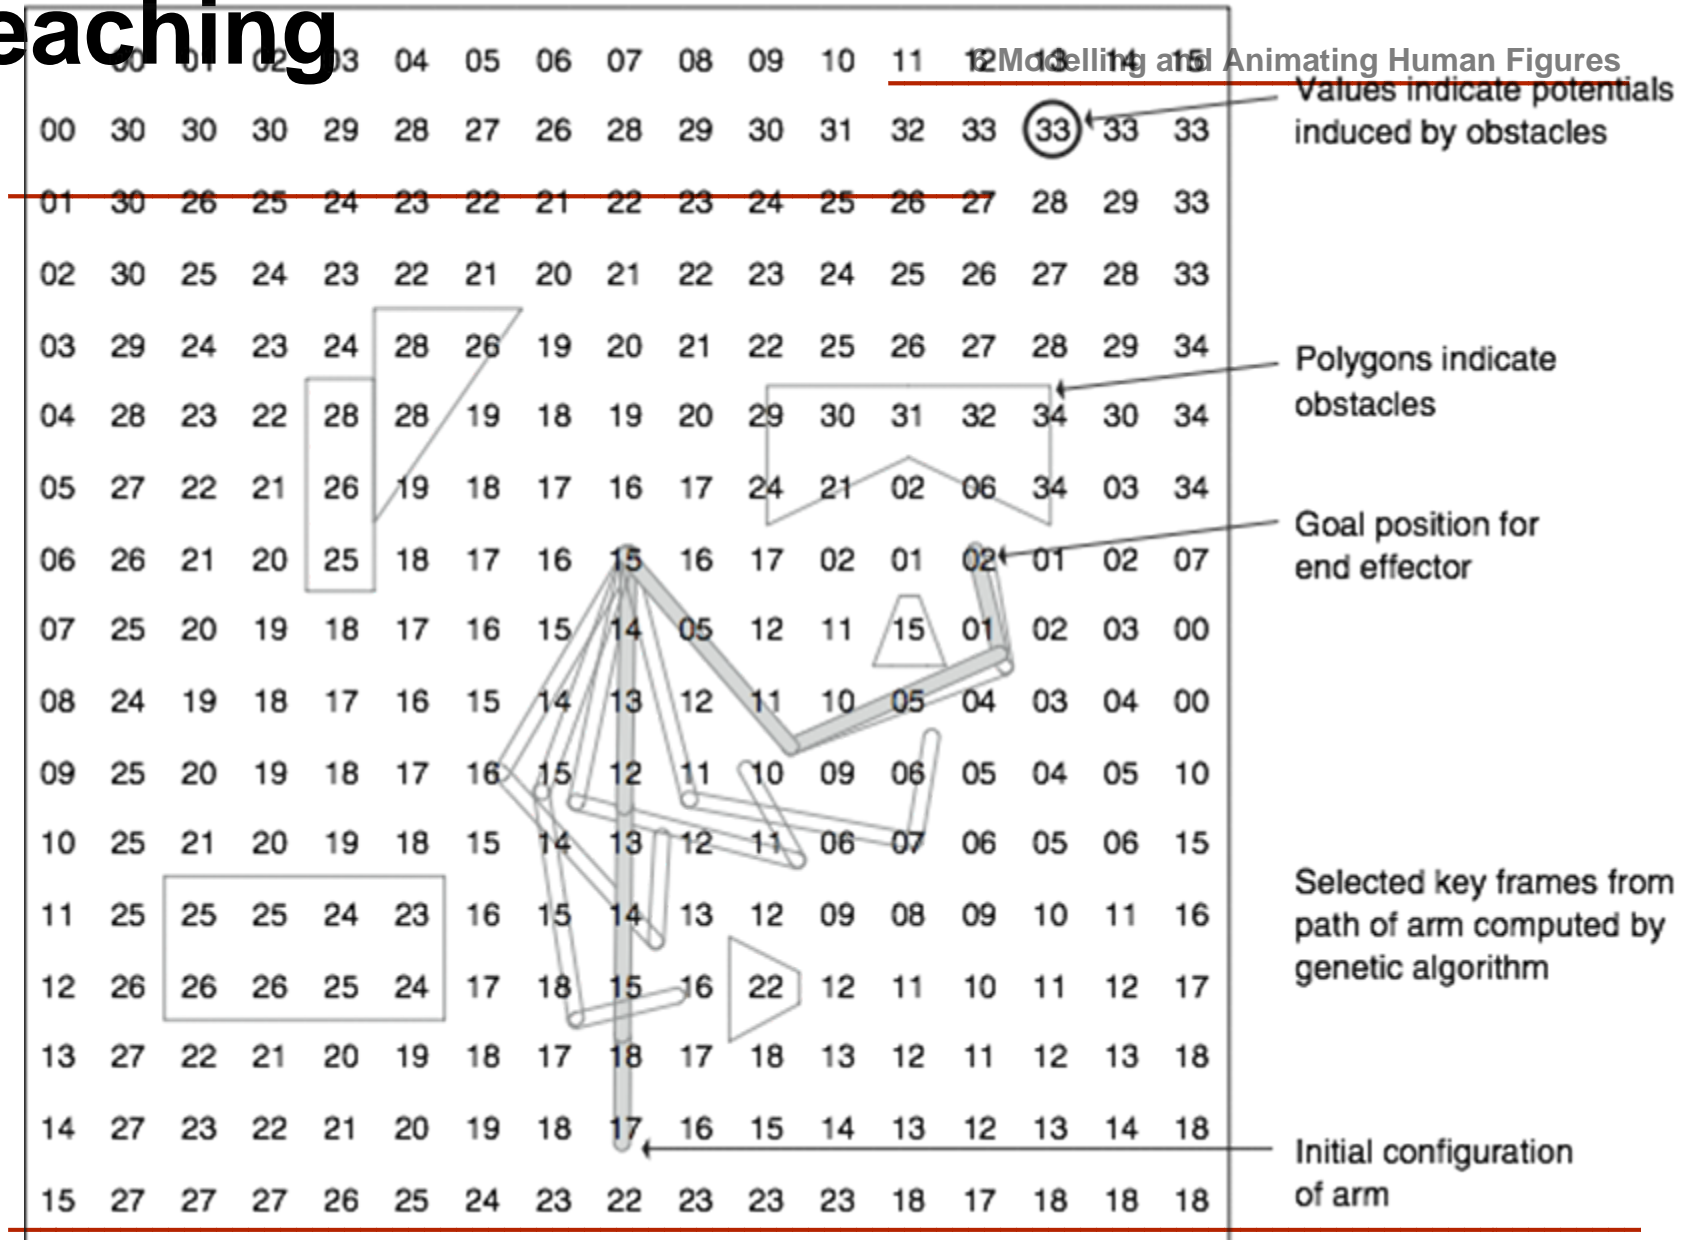 eaching
6 Modelling and Animating Human Figures
00 01 02 03 04 05 06 07 08 09 10 11 12 13 14 15
Values indicate potentials
induced by obstacles
00 30 30 30 29 28 27 26 28 29 30 31 32 33 33 33 33
01 30 26 25 24 23 22 21 22 23 24 25 26 27 28 29 33
02 30 25 24 23 22 21 20 21 22 23 24 25 26 27 28 33
03 29 24 23 24 28 26 19 20 21 22 25 26 27 28 29 34
Polygons indicate
obstacles
04 28 23 22 28 28 19 18 19 20 29 30 31 32 34 30 34
05 27 22 21 26 19 18 17 16 17 24 21 02 06 34 03 34
Goal position for
end effector
06 26 21 20 25 18 17 16 15 16 17 02 01 02 01 02 07
07 25 20 19 18 17 16 15 14 05 12 11 15 01 02 03 00
08 24 19 18 17 16 15 14 13 12 11 10 05 04 03 04 00
09 25 20 19 18 17 16 15 12 11 10 09 06 05 04 05 10
10 25 21 20 19 18 15 14 13 12 11 06 07 06 05 06 15
Selected key frames from
path of arm computed by
genetic algorithm
11 25 25 25 24 23 16 15 14 13 12 09 08 09 10 11 16
12 26 26 26 25 24 17 18 15 16 22 12 11 10 11 12 17
13 27 22 21 20 19 18 17 18 17 18 13 12 11 12 13 18
14 27 23 22 21 20 19 18 17 16 15 14 13 12 13 14 18
Initial configuration
of arm
15 27 27 27 26 25 24 23 22 23 23 23 18 17 18 18 18